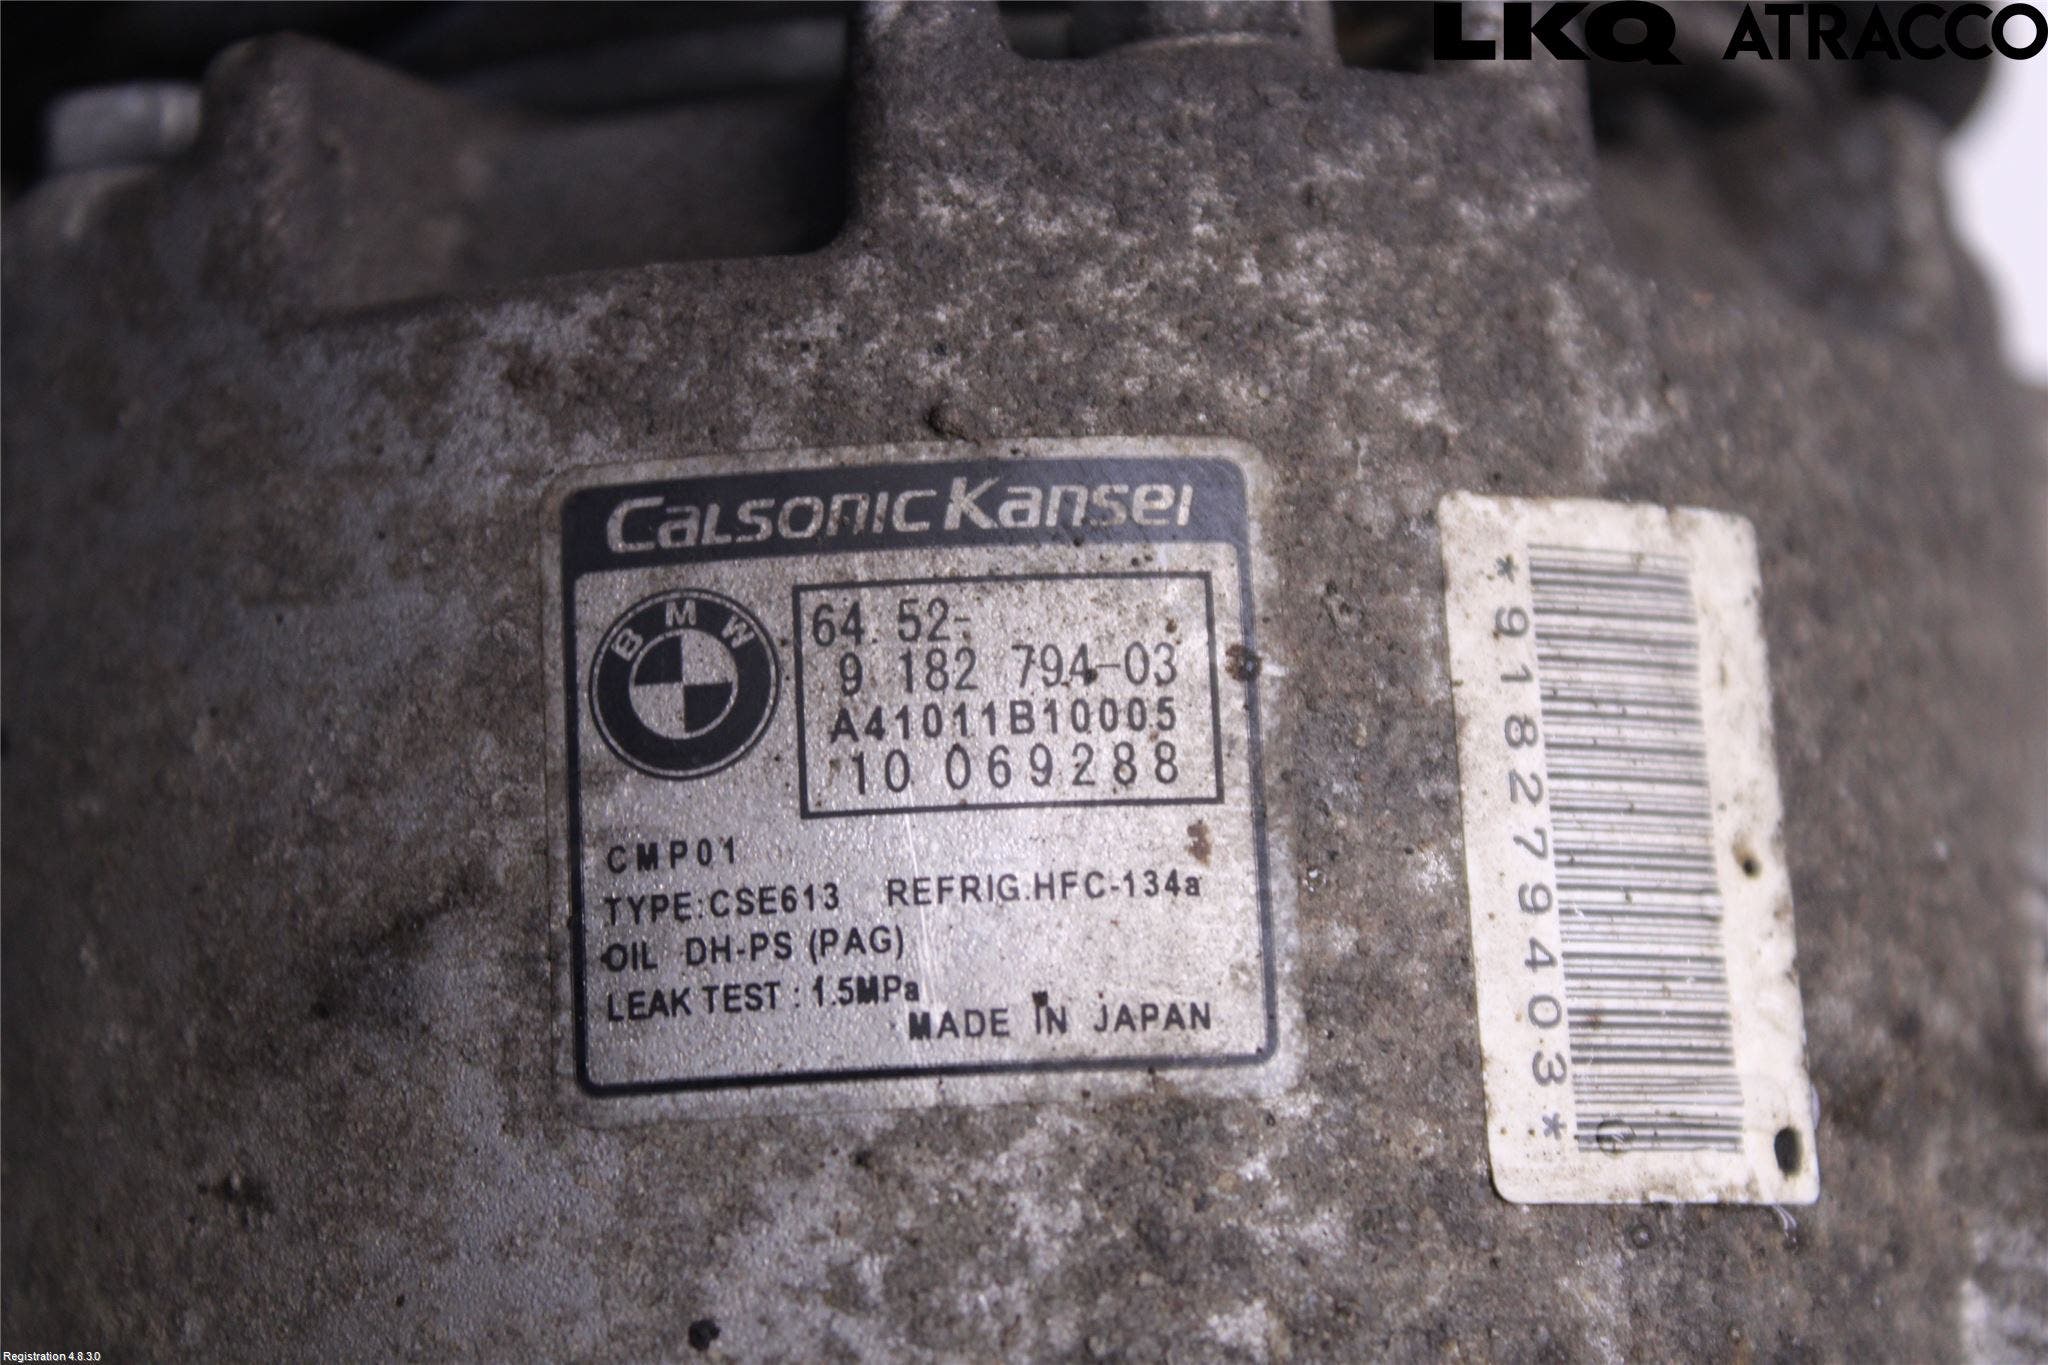 LKQ ATRACCO
CalsonicKansei
BMW
64. 52-
9 182 794-03
A41011B10005
10 069288
CMP01
TYPE:CSE613 REFRIG.HFC-134a
OIL DH-PS (PAG)
LEAK TEST : 1.5MPa
MADE IN JAPAN
*918279403*
Registration 4.8.3.0